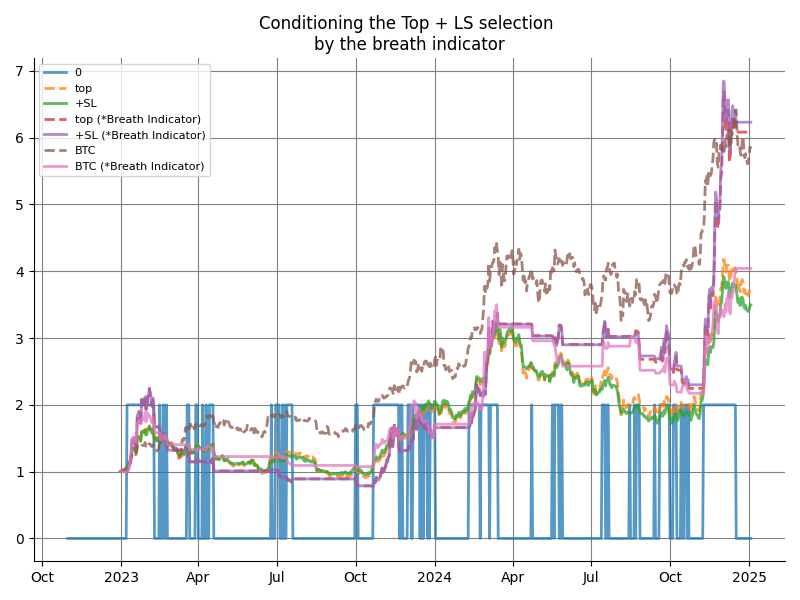 Conditioning the Top + LS selection
by the breath indicator
7
6
5
4
3
2
1
0
0
top
+SL
top (*Breath Indicator)
+SL (*Breath Indicator)
BTC
BTC (*Breath Indicator)
Oct
2023
Apr
Jul
Oct
2024
Apr
Jul
Oct
2025